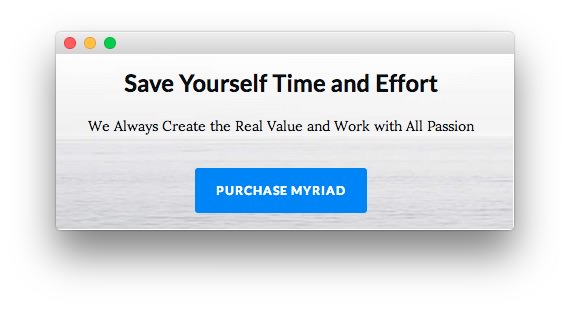 Save Yourself Time and Effort
We Always Create the Real Value and Work with All Passion
PURCHASE MYRIAD